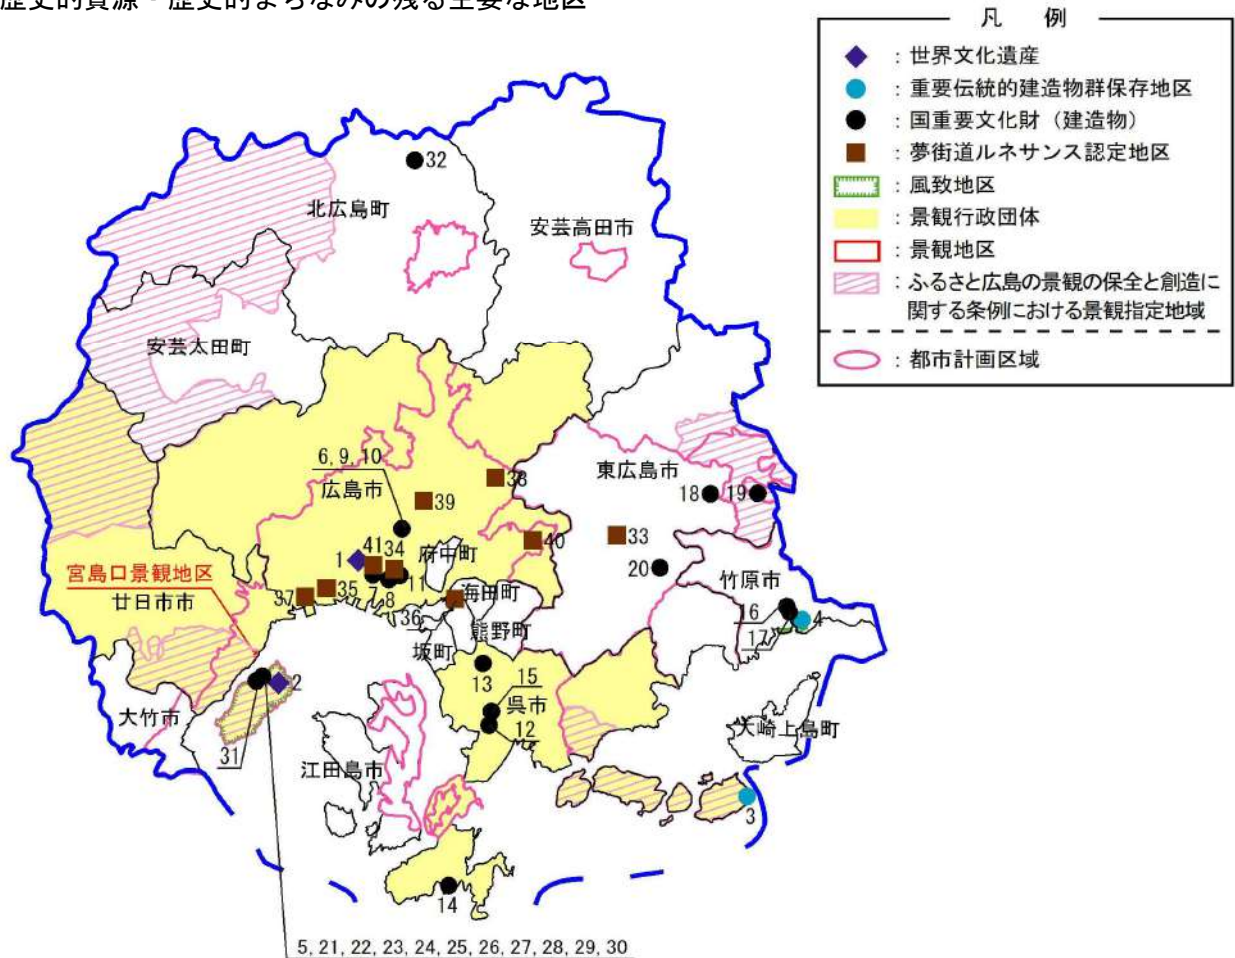 歴史的資源・歴史的まちなみの残る主要な地区
凡　例
：世界文化遺産
：重要伝統的建造物群保存地区
：国重要文化財（建造物）
：夢街道ルネサンス認定地区
：風致地区
：景観行政団体
：景観地区
：ふるさと広島の景観の保全と創造に
関する条例における景観指定地域
：都市計画区域
32
北広島町
安芸高田市
安芸太田町
6, 9, 10
広島市
38
39
東広島市
18
19
33
40
41 34
1
府中町
11
7
8
20
竹原市
宮島口景観地区
廿日市市
37
35
36
海田町
熊野町
坂町
16
17
4
13
15
呉市
12
2
大竹市
31
江田島市
大崎上島町
3
14
5, 21, 22, 23, 24, 25, 26, 27, 28, 29, 30